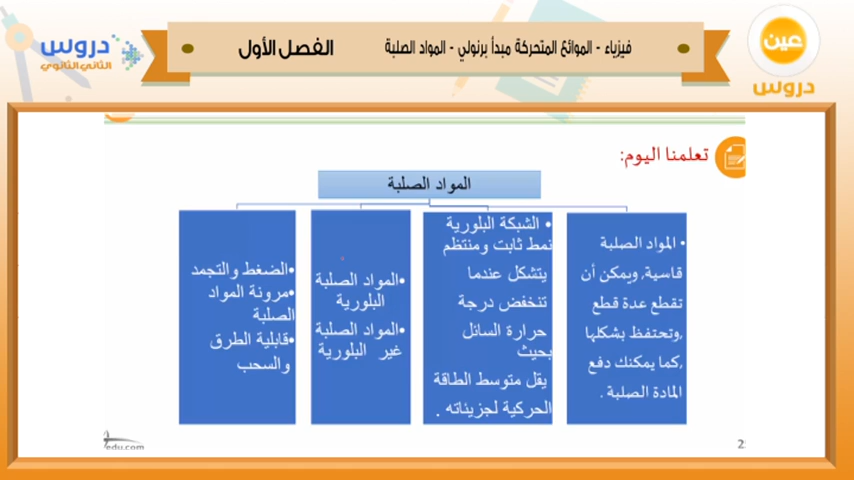 دروس
الثاني الثانوي
فيزياء - الموائع المتحركة مبدأ برنولي - المواد الصلبة
الفصل الأول
عين
دروس
تعلمنا اليوم:
المواد الصلبة
• المواد الصلبة
قاسية, ويمكن أن
تقطع عدة قطع
,وتحتفظ بشكلها
,كما يمكنك دفع
المادة الصلبة .
• الشبكة البلورية
نمط ثابت ومنتظم
يتشكل عندما
تنخفض درجة
حرارة السائل
بحيث
يقل متوسط الطاقة
الحركية لجزيئاته .
•المواد الصلبة
البلورية
•المواد الصلبة
غير البلورية
•الضغط والتجمد
•مرونة المواد
الصلبة
•قابلية الطرق
والسحب
edu.com